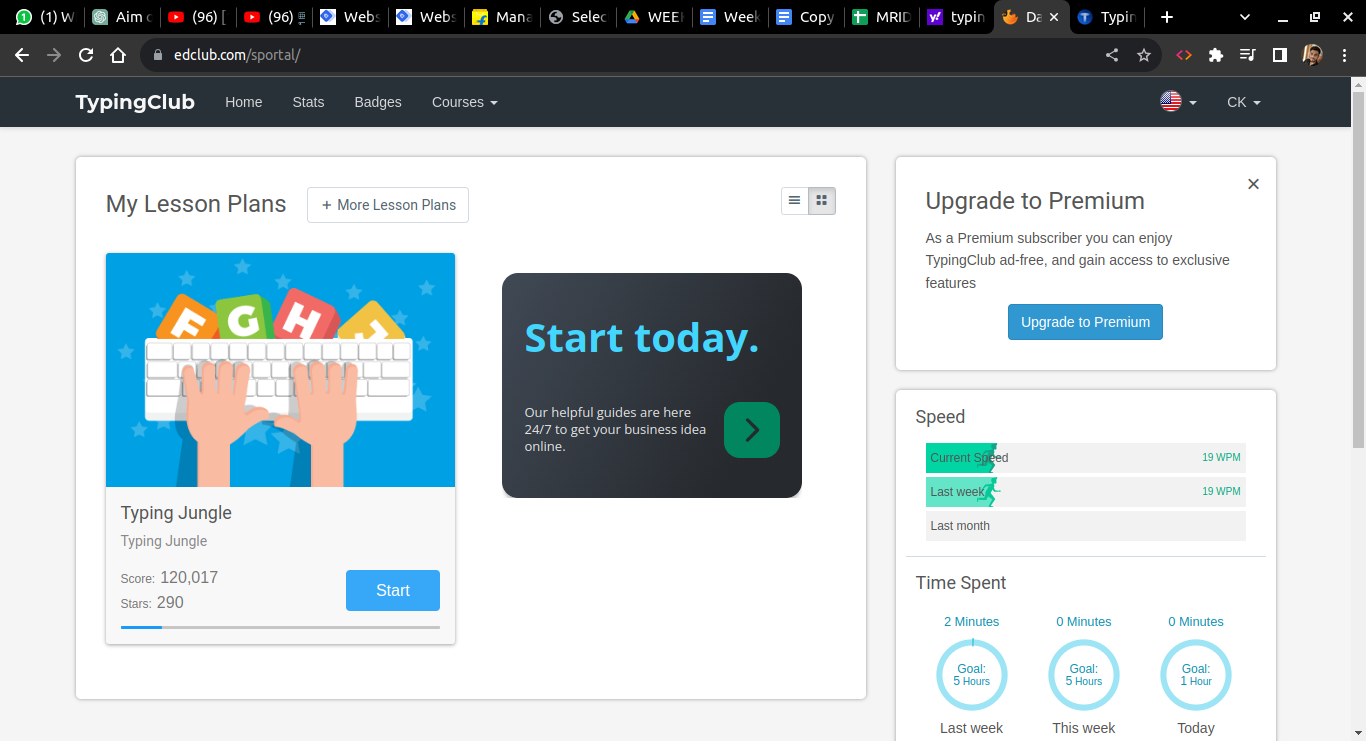 (1) W
Aim
(96) [
(96)
Webs
Webs
Mana
Selec
WEE
Week
Copy
MRID
typin
Da
Typin
edclub.com/sportal/
TypingClub
Home
Stats
Badges
Courses
CK
My Lesson Plans
+ More Lesson Plans
F G H J
Typing Jungle
Typing Jungle
Score: 120,017
Stars: 290
Start
Start today.
Our helpful guides are here
24/7 to get your business idea
online.
Upgrade to Premium
As a Premium subscriber you can enjoy
TypingClub ad-free, and gain access to exclusive
features
Upgrade to Premium
Speed
Current Speed 19 WPM
Last week 19 WPM
Last month
Time Spent
2 Minutes 0 Minutes 0 Minutes
Goal: Goal: Goal:
5 Hours 5 Hours 1 Hour
Last week This week Today